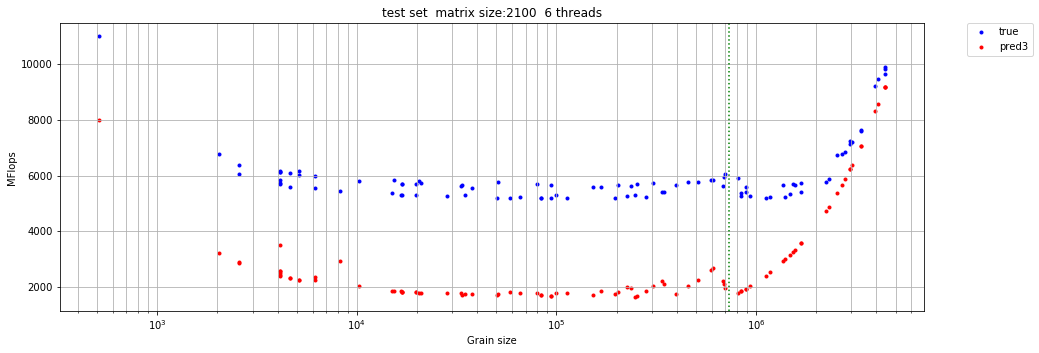 test set  matrix size:2100  6 threads
true
pred3
10000
8000
6000
4000
2000
MFlops
10³
10⁴
10⁵
10⁶
Grain size